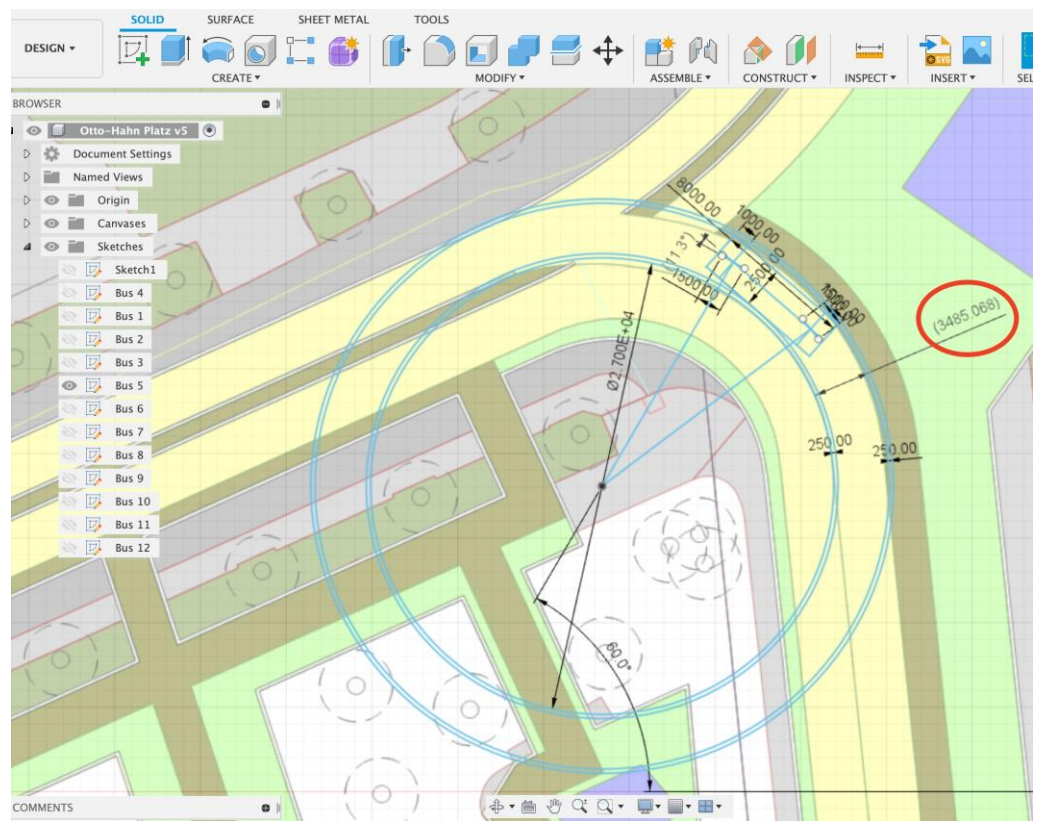 SOLID SURFACE SHEET METAL TOOLS
DESIGN
CREATE MODIFY ASSEMBLE CONSTRUCT INSPECT INSERT SEL
SVG
BROWSER
Otto-Hahn Platz v5
Document Settings
Named Views
Origin
Canvases
Sketches
Sketch1
Bus 4
Bus 1
Bus 2
Bus 3
Bus 5
Bus 6
Bus 7
Bus 8
Bus 9
Bus 10
Bus 11
Bus 12
8000.00
1000.00
(11.3°)
1500.00
2500.00
(3485.068)
Ø2.700E+04
250.00
250.00
60.0°
COMMENTS